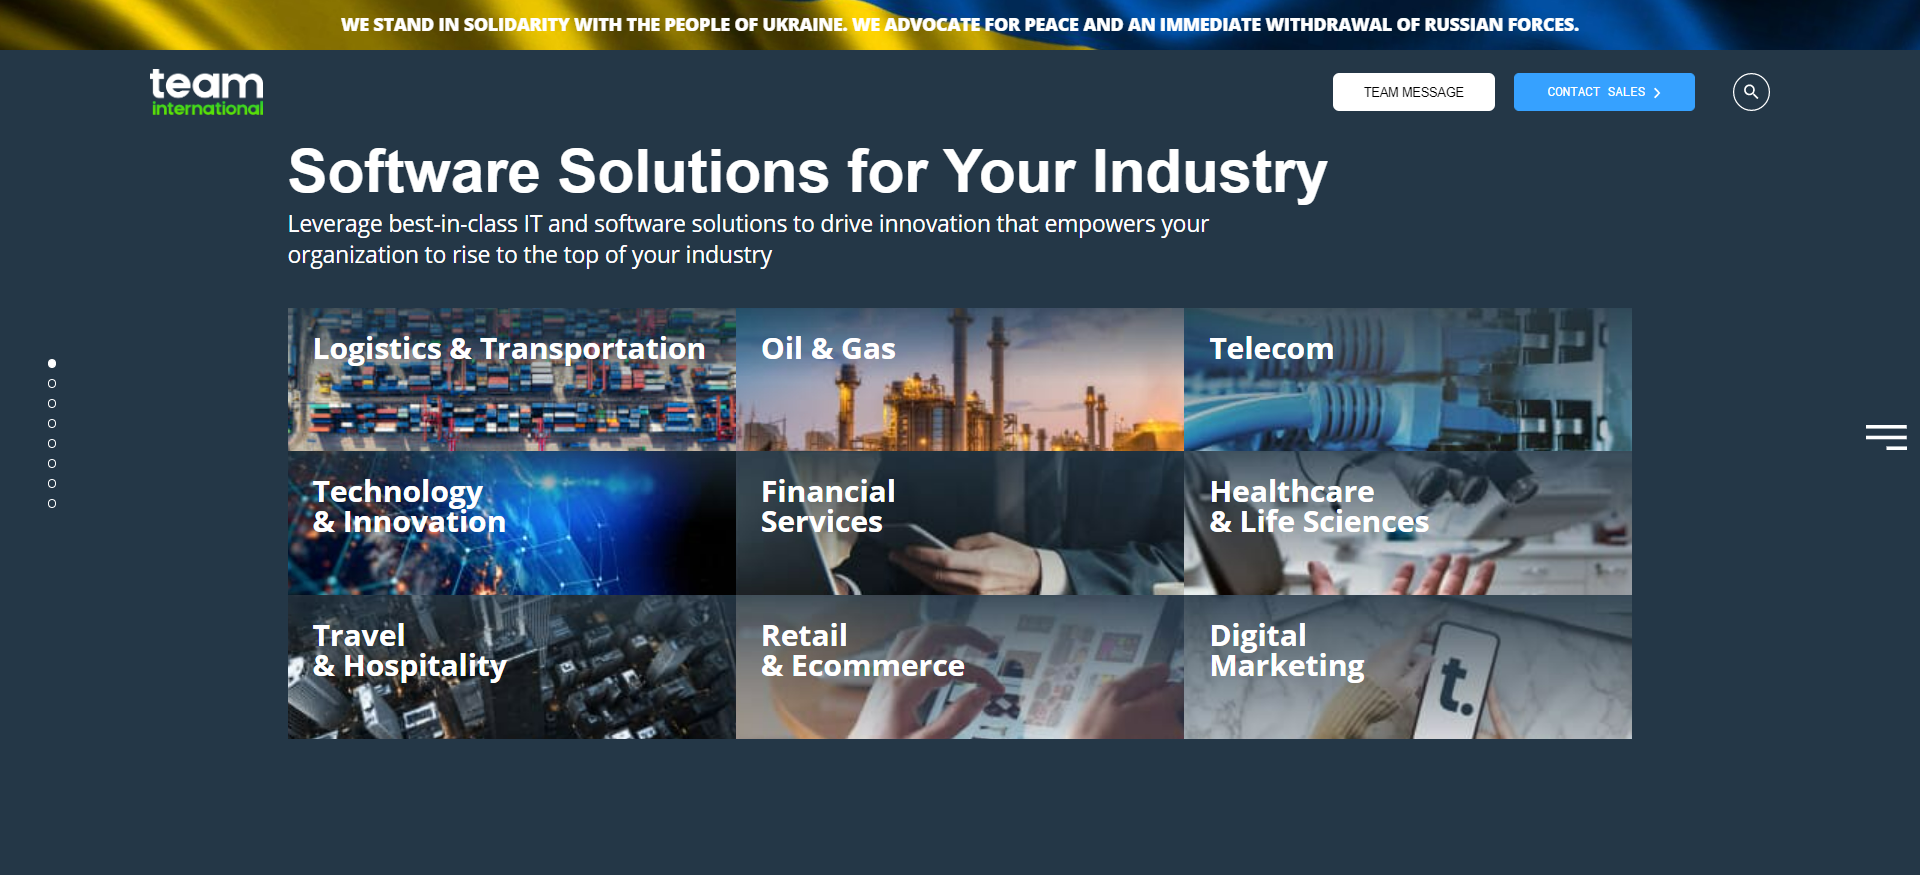 WE STAND IN SOLIDARITY WITH THE PEOPLE OF UKRAINE. WE ADVOCATE FOR PEACE AND AN IMMEDIATE WITHDRAWAL OF RUSSIAN FORCES.
team
international
TEAM MESSAGE
CONTACT SALES
Software Solutions for Your Industry
Leverage best-in-class IT and software solutions to drive innovation that empowers your
organization to rise to the top of your industry
Logistics & Transportation
Oil & Gas
Telecom
Technology
& Innovation
Financial
Services
Healthcare
& Life Sciences
Travel
& Hospitality
Retail
& Ecommerce
Digital
Marketing
t.